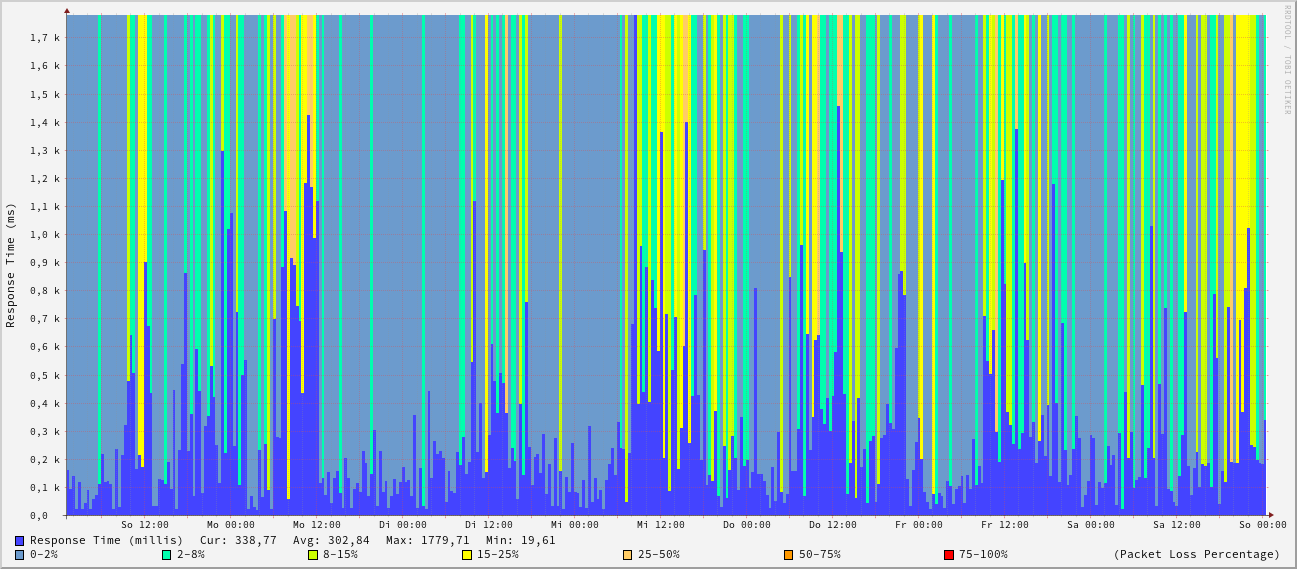 RRDTOOL / TOBI OETIKER
Response Time (ms)
1,7 k
1,6 k
1,5 k
1,4 k
1,3 k
1,2 k
1,1 k
1,0 k
0,9 k
0,8 k
0,7 k
0,6 k
0,5 k
0,4 k
0,3 k
0,2 k
0,1 k
0,0
So 12:00 Mo 00:00 Mo 12:00 Di 00:00 Di 12:00 Mi 00:00 Mi 12:00 Do 00:00 Do 12:00 Fr 00:00 Fr 12:00 Sa 00:00 Sa 12:00 So 00:00
Response Time (millis) Cur: 338,77 Avg: 302,84 Max: 1779,71 Min: 19,61
0-2% 2-8% 8-15% 15-25% 25-50% 50-75% 75-100% (Packet Loss Percentage)